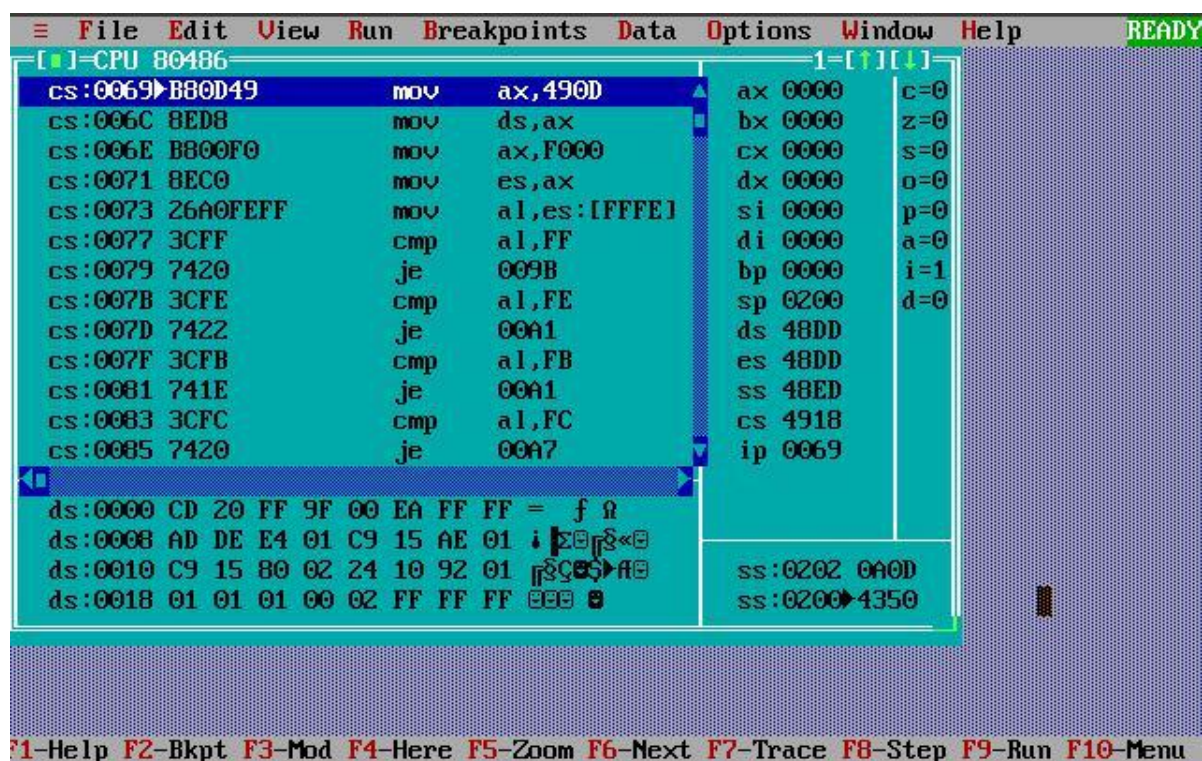 ≡ File Edit View Run Breakpoints Data Options Window Help READY
[■]=CPU 80486 1=[↑][↓]
cs:0069►B80D49 mov ax,490D
cs:006C 8ED8 mov ds,ax
cs:006E B800F0 mov ax,F000
cs:0071 8EC0 mov es,ax
cs:0073 26A0FEFF mov al,es:[FFFE]
cs:0077 3CFF cmp al,FF
cs:0079 7420 je 009B
cs:007B 3CFE cmp al,FE
cs:007D 7422 je 00A1
cs:007F 3CFB cmp al,FB
cs:0081 741E je 00A1
cs:0083 3CFC cmp al,FC
cs:0085 7420 je 00A7
ds:0000 CD 20 FF 9F 00 EA FF FF = ƒ Ω
ds:0008 AD DE E4 01 C9 15 AE 01 ¡▐Σ☺╔§«☺
ds:0010 C9 15 80 02 24 10 92 01 ╔§Ç☻$►Æ☺
ds:0018 01 01 01 00 02 FF FF FF ☺☺☺ ☻
ax 0000 c=0
bx 0000 z=0
cx 0000 s=0
dx 0000 o=0
si 0000 p=0
di 0000 a=0
bp 0000 i=1
sp 0200 d=0
ds 48DD
es 48DD
ss 48ED
cs 4918
ip 0069
ss:0202 0A0D
ss:0200►4350
F1-Help F2-Bkpt F3-Mod F4-Here F5-Zoom F6-Next F7-Trace F8-Step F9-Run F10-Menu